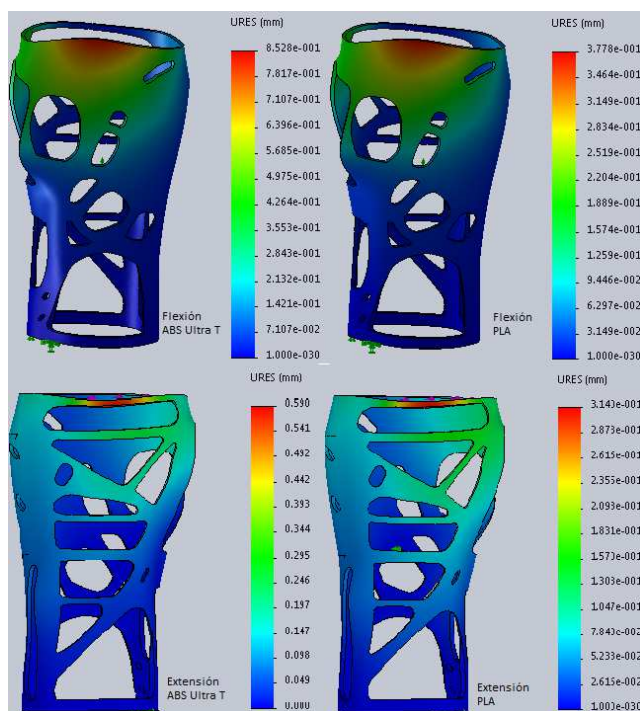 URES (mm)
8.528e-001
7.817e-001
7.107e-001
6.396e-001
5.685e-001
4.975e-001
4.264e-001
3.553e-001
2.843e-001
2.132e-001
1.421e-001
7.107e-002
1.000e-030
Flexión
ABS Ultra T
URES (mm)
3.778e-001
3.464e-001
3.149e-001
2.834e-001
2.519e-001
2.204e-001
1.889e-001
1.574e-001
1.259e-001
9.446e-002
6.297e-002
3.149e-002
1.000e-030
Flexión
PLA
URES (mm)
0.590
0.540
0.491
0.442
0.393
0.344
0.295
0.246
0.197
0.147
0.098
0.049
0.000
Extensión
ABS Ultra T
URES (mm)
3.140e-001
2.873e-001
2.615e-001
2.355e-001
2.093e-001
1.831e-001
1.573e-001
1.303e-001
1.047e-001
7.843e-002
5.233e-002
2.615e-002
1.000e-030
Extensión
PLA